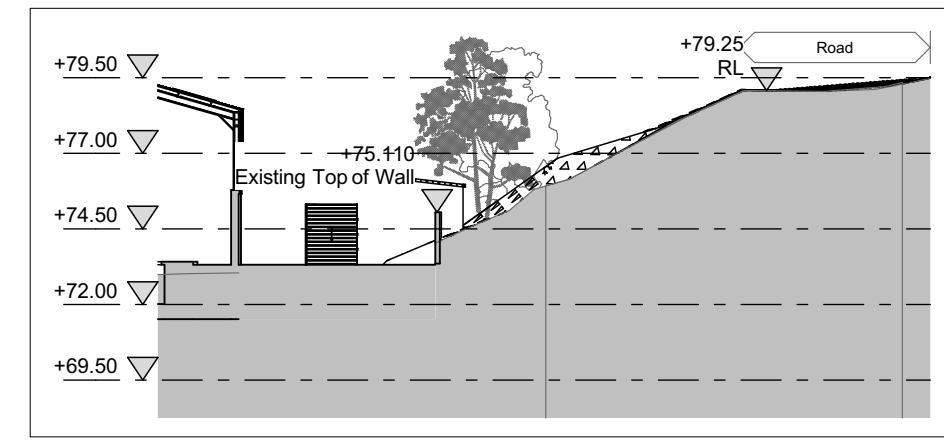 +79.25
RL
Road
+79.50
+77.00
+75.110
Existing Top of Wall
+74.50
+72.00
+69.50